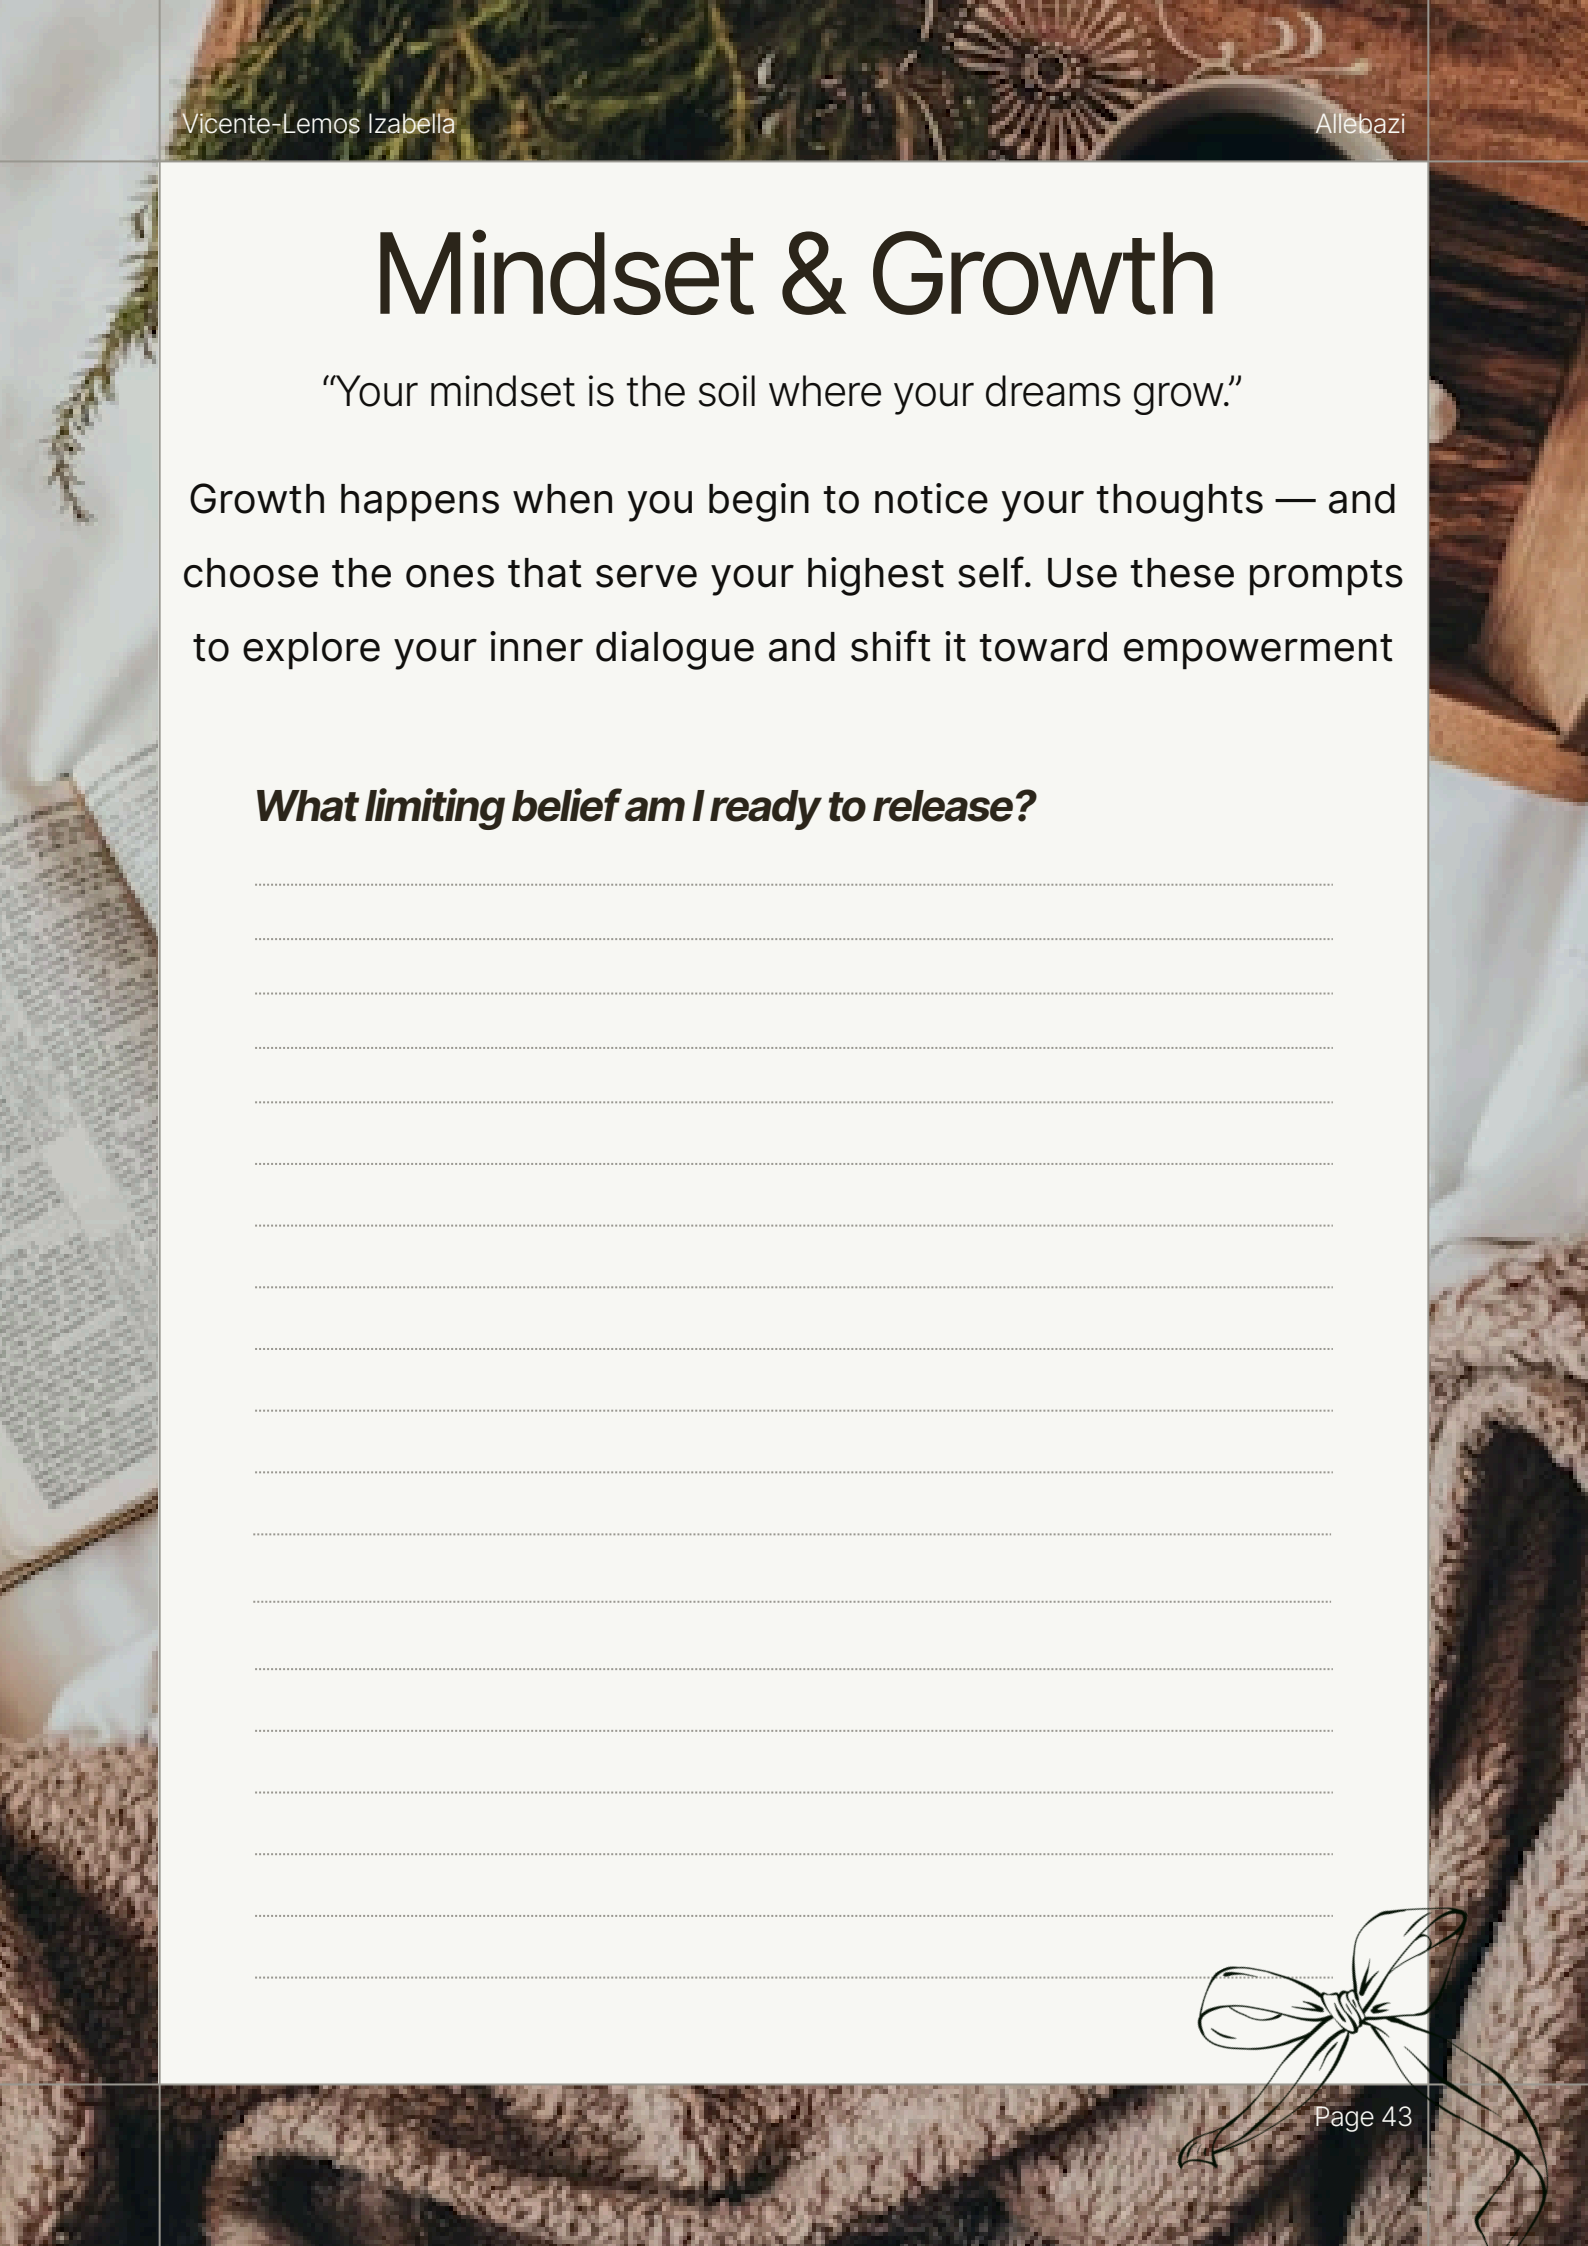 Vicente-Lemos Izabella
Allebazi
Mindset & Growth
“Your mindset is the soil where your dreams grow.”
Growth happens when you begin to notice your thoughts — and
choose the ones that serve your highest self. Use these prompts
to explore your inner dialogue and shift it toward empowerment
What limiting belief am I ready to release?
Page 43